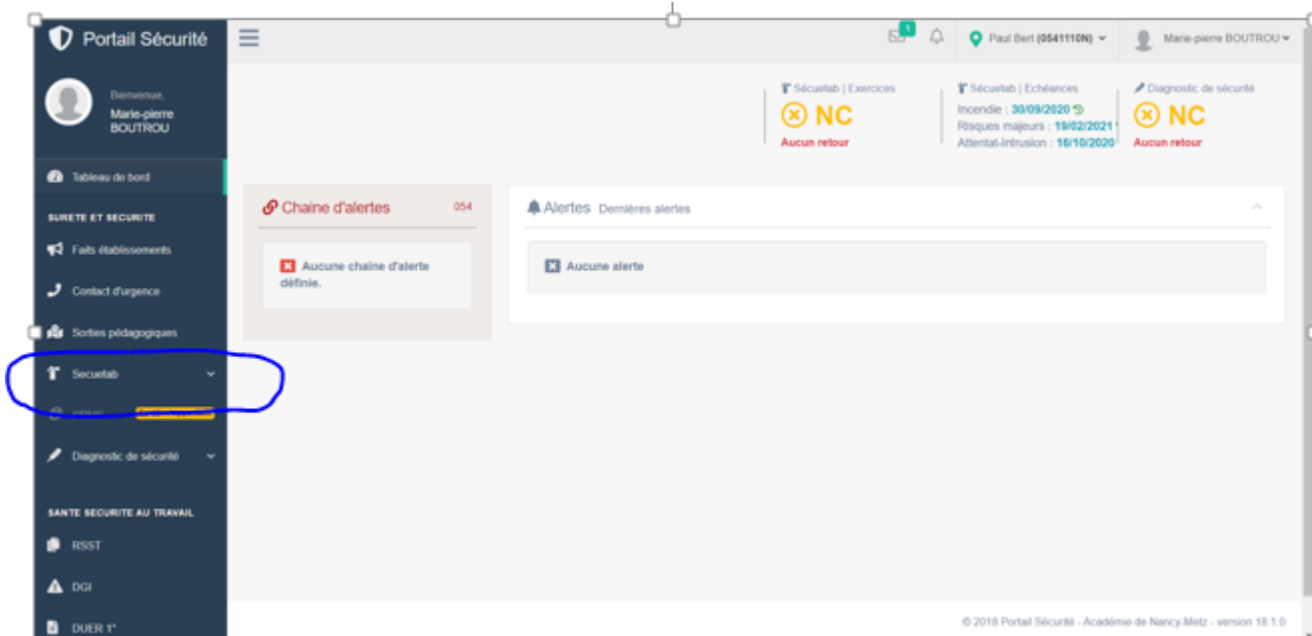 Portail Sécurité
1
Paul Bert (0541110N)
Marie-pierre BOUTROU
Bienvenue,
Marie-pierre
BOUTROU
Sécuetab | Exercices
NC
Aucun retour
Sécuetab | Echéances
Incendie : 30/09/2020
Risques majeurs : 19/02/2021
Attentat-Intrusion : 16/10/2020
Diagnostic de sécurité
NC
Aucun retour
Tableau de bord
SURETE ET SECURITE
Faits établissements
Contact d'urgence
Sorties pédagogiques
Secuetab
Diagnostic de sécurité
SANTE SECURITE AU TRAVAIL
RSST
DGI
DUER 1°
Chaine d'alertes 054
Aucune chaine d'alerte
définie.
Alertes Dernières alertes
Aucune alerte
© 2018 Portail Sécurité - Académie de Nancy-Metz - version 18.1.0